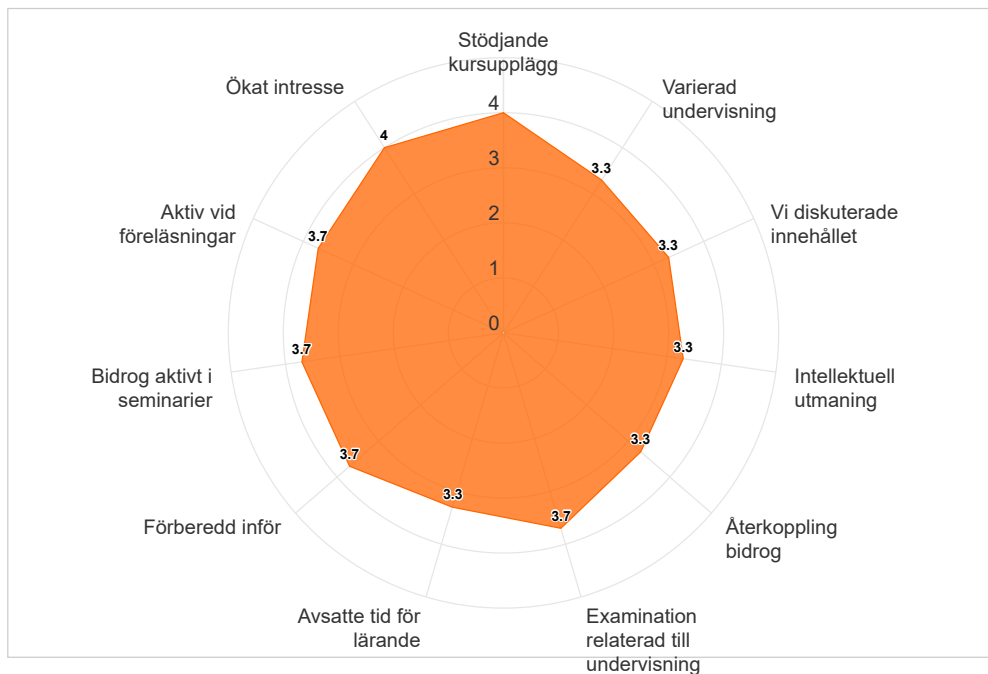 Stödjande
kursupplägg
Varierad
undervisning
Vi diskuterade
innehållet
Intellektuell
utmaning
Återkoppling
bidrog
Examination
relaterad till
undervisning
Avsatte tid för
lärande
Förberedd inför
Bidrog aktivt i
seminarier
Aktiv vid
föreläsningar
Ökat intresse
4
3
2
1
0
3.3
3.3
3.3
3.3
3.7
3.3
3.7
3.7
3.7
4